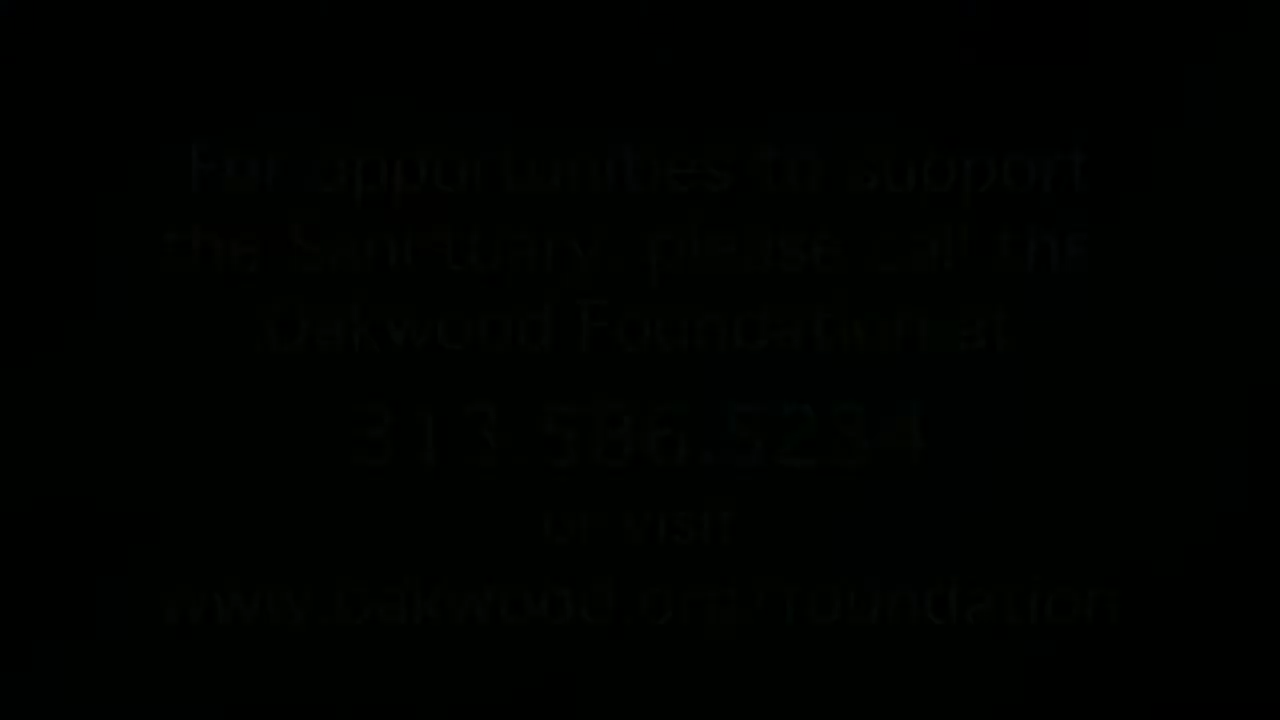 For opportunities to support
the Sanctuary, please call the
Oakwood Foundation at
313.586.5234
or visit
www.Oakwood.org/Foundation